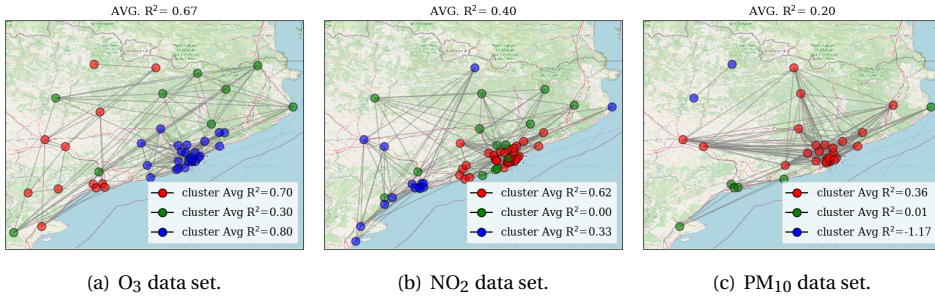 AVG. R²= 0.67
cluster Avg R²=0.70
cluster Avg R²=0.30
cluster Avg R²=0.80
(a) O₃ data set.
AVG. R²= 0.40
cluster Avg R²=0.62
cluster Avg R²=0.00
cluster Avg R²=0.33
(b) NO₂ data set.
AVG. R²= 0.20
cluster Avg R²=0.36
cluster Avg R²=0.01
cluster Avg R²=-1.17
(c) PM₁₀ data set.